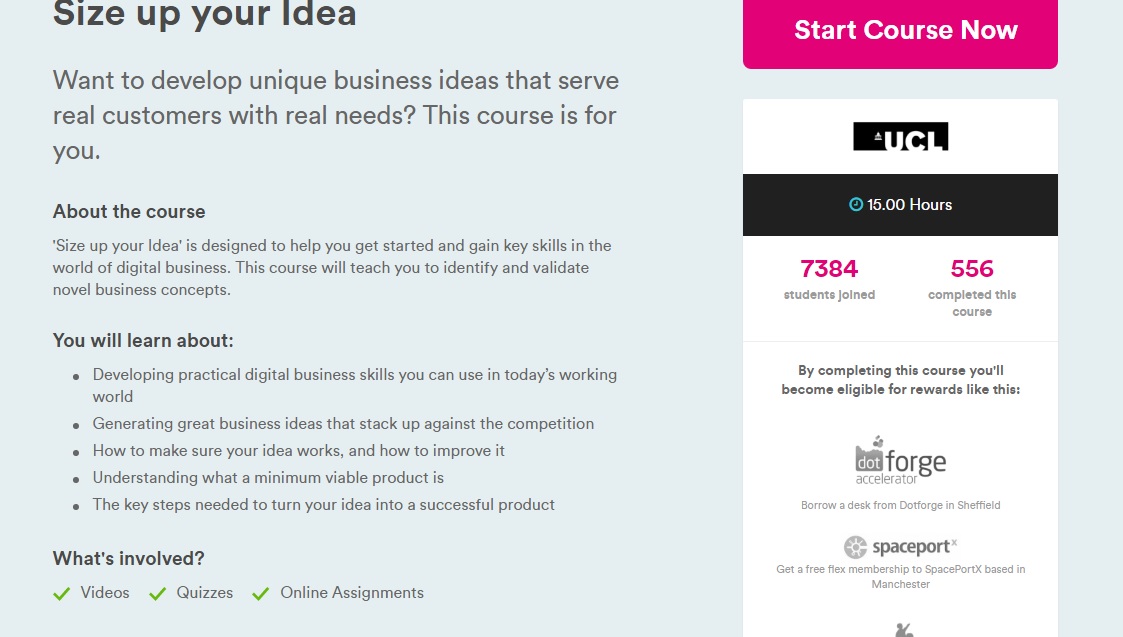 Size up your Idea
Want to develop unique business ideas that serve
real customers with real needs? This course is for
you.
About the course
'Size up your Idea' is designed to help you get started and gain key skills in the
world of digital business. This course will teach you to identify and validate
novel business concepts.
You will learn about:
Developing practical digital business skills you can use in today's working
world
Generating great business ideas that stack up against the competition
How to make sure your idea works, and how to improve it
Understanding what a minimum viable product is
The key steps needed to turn your idea into a successful product
What's involved?
Videos Quizzes Online Assignments
Start Course Now
UCL
15.00 Hours
7384 556
students joined completed this
course
By completing this course you'll
become eligible for rewards like this:
dotforge
accelerator
Borrow a desk from Dotforge in Sheffield
spaceportx
Get a free flex membership to SpacePortX based in
Manchester